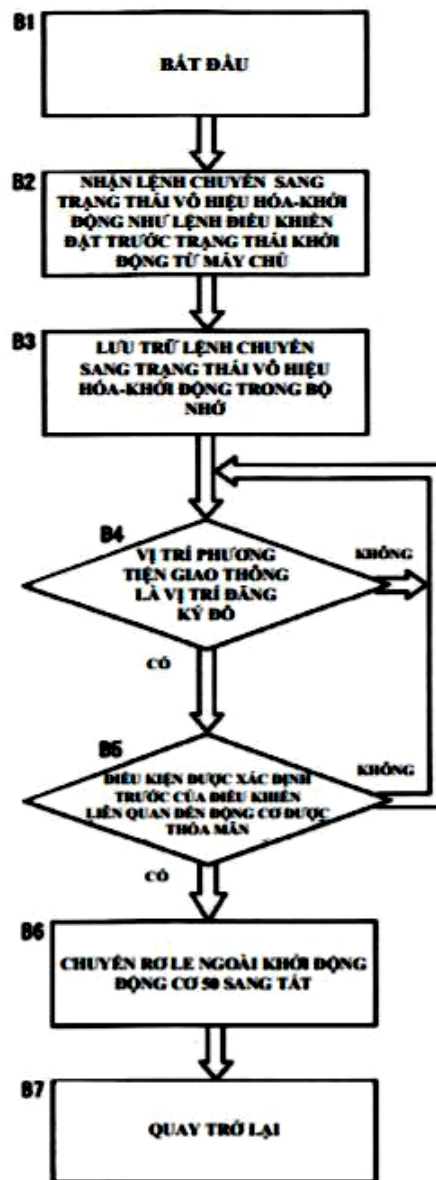 B1
BẮT ĐẦU
B2
NHẬN LỆNH CHUYỂN SANG
TRẠNG THÁI VÔ HIỆU HÓA-KHỞI
ĐỘNG NHƯ LỆNH ĐIỀU KHIỂN
ĐẶT TRƯỚC TRẠNG THÁI KHỞI
ĐỘNG TỪ MÁY CHỦ
B3
LƯU TRỮ LỆNH CHUYỂN
SANG TRẠNG THÁI VÔ HIỆU
HÓA-KHỞI ĐỘNG TRONG BỘ
NHỚ
B4
VỊ TRÍ PHƯƠNG
TIỆN GIAO THÔNG
LÀ VỊ TRÍ ĐĂNG
KÝ ĐỖ
KHÔNG
CÓ
B5
ĐIỀU KIỆN ĐƯỢC XÁC ĐỊNH
TRƯỚC CỦA ĐIỀU KHIỂN
LIÊN QUAN ĐẾN ĐỘNG CƠ ĐƯỢC
THỎA MÃN
KHÔNG
CÓ
B6
CHUYỂN RƠ LE NGOÀI KHỞI ĐỘNG
ĐỘNG CƠ 50 SANG TẮT
B7
QUAY TRỞ LẠI